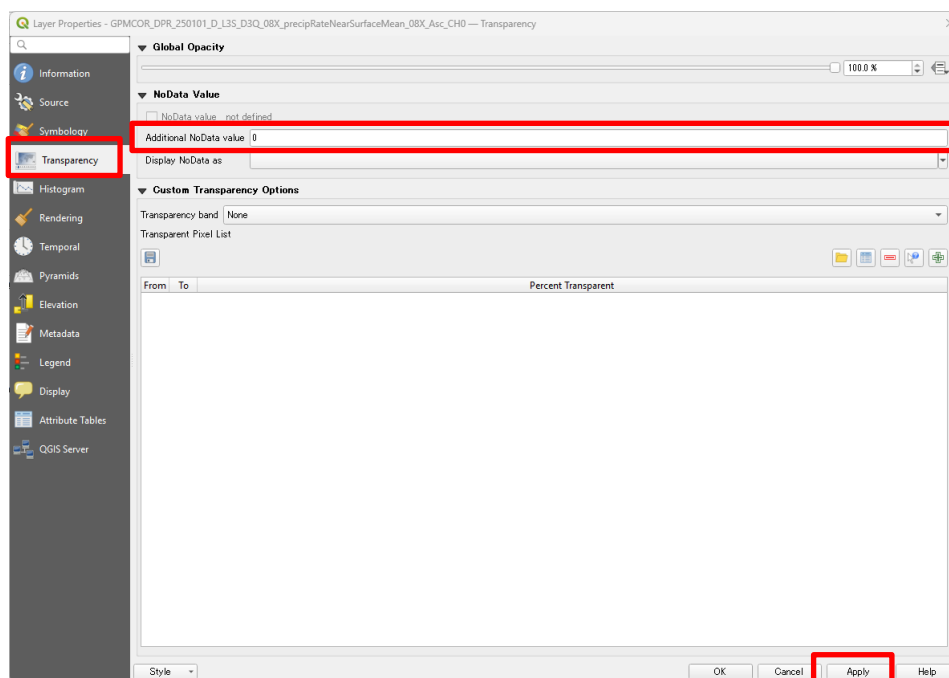 Layer Properties - GPMCOR_DPR_250101_D_L3S_D3Q_08X_precipRateNearSurfaceMean_08X_Asc_CH0 — Transparency
Information
Source
Symbology
Transparency
Histogram
Rendering
Temporal
Pyramids
Elevation
Metadata
Legend
Display
Attribute Tables
QGIS Server
Global Opacity
100.0 %
NoData Value
NoData value not defined
Additional NoData value 0
Display NoData as
Custom Transparency Options
Transparency band None
Transparent Pixel List
From To Percent Transparent
Style OK Cancel Apply Help